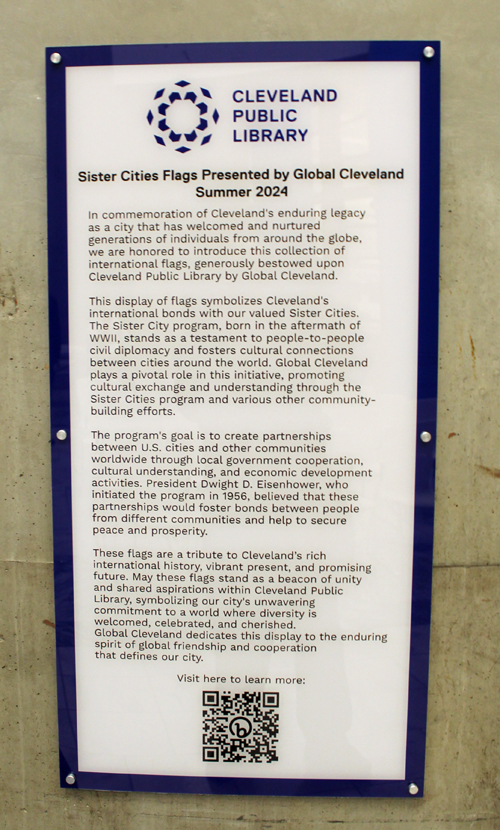 CLEVELAND
PUBLIC
LIBRARY
Sister Cities Flags Presented by Global Cleveland
Summer 2024
In commemoration of Cleveland's enduring legacy
as a city that has welcomed and nurtured
generations of individuals from around the globe,
we are honored to introduce this collection of
international flags, generously bestowed upon
Cleveland Public Library by Global Cleveland.
This display of flags symbolizes Cleveland's
international bonds with our valued Sister Cities.
The Sister City program, born in the aftermath of
WWII, stands as a testament to people-to-people
civil diplomacy and fosters cultural connections
between cities around the world. Global Cleveland
plays a pivotal role in this initiative, promoting
cultural exchange and understanding through the
Sister Cities program and various other community-
building efforts.
The program's goal is to create partnerships
between U.S. cities and other communities
worldwide through local government cooperation,
cultural understanding, and economic development
activities. President Dwight D. Eisenhower, who
initiated the program in 1956, believed that these
partnerships would foster bonds between people
from different communities and help to secure
peace and prosperity.
These flags are a tribute to Cleveland's rich
international history, vibrant present, and promising
future. May these flags stand as a beacon of unity
and shared aspirations within Cleveland Public
Library, symbolizing our city's unwavering
commitment to a world where diversity is
welcomed, celebrated, and cherished.
Global Cleveland dedicates this display to the enduring
spirit of global friendship and cooperation
that defines our city.
Visit here to learn more:
b